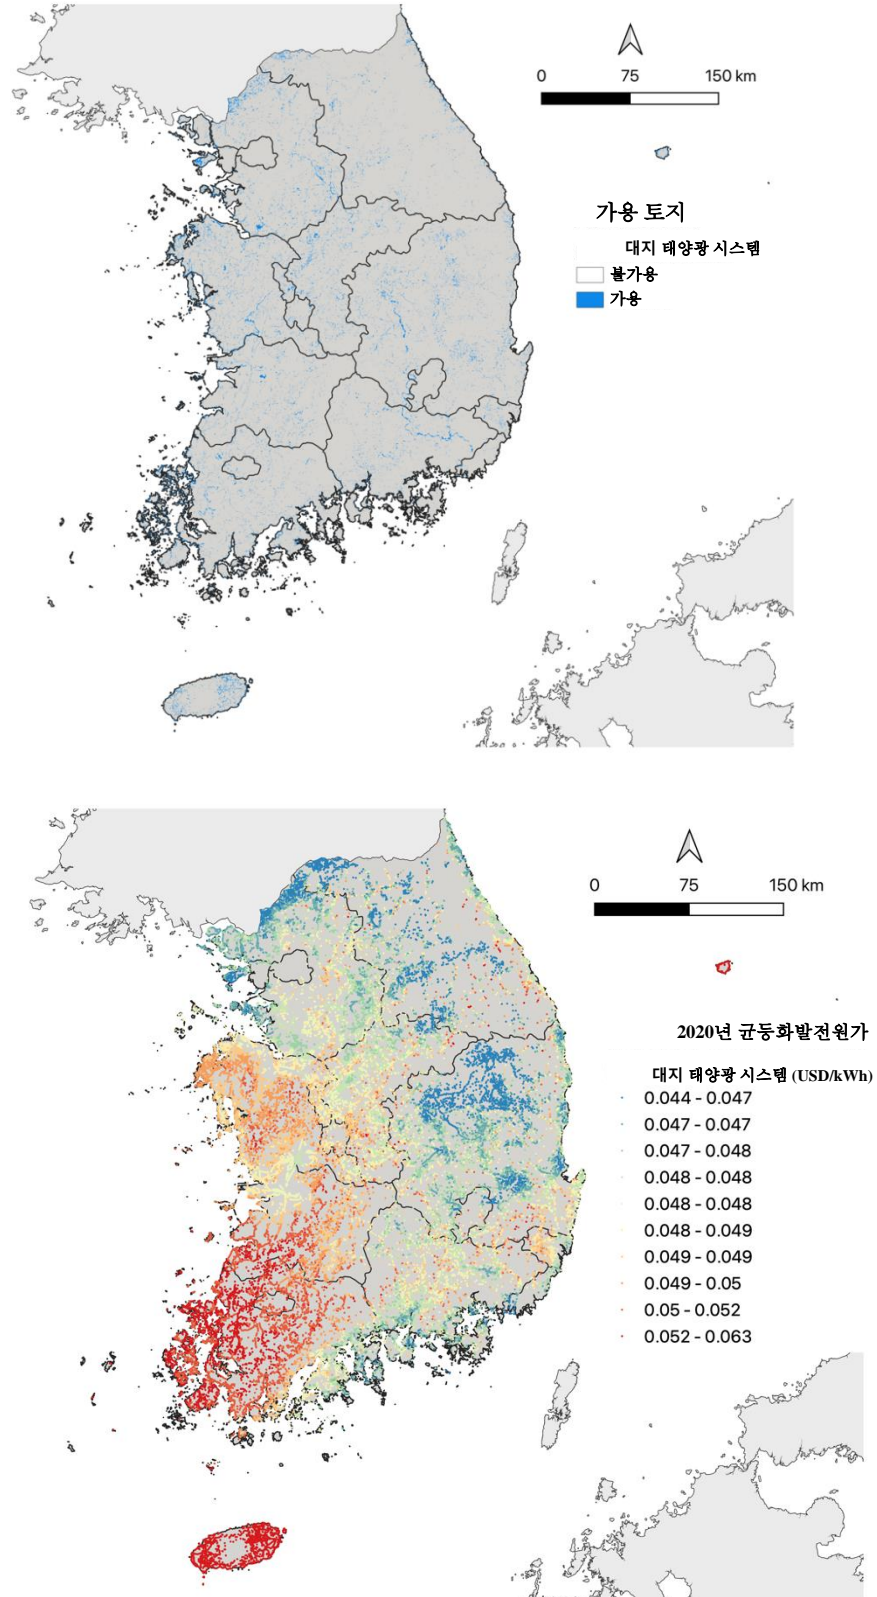 0 75 150 km
가용 토지
대지 태양광 시스템
불가용
가용
0 75 150 km
2020년 균등화발전원가
대지 태양광 시스템 (USD/kWh)
0.044 - 0.047
0.047 - 0.047
0.047 - 0.048
0.048 - 0.048
0.048 - 0.048
0.048 - 0.049
0.049 - 0.049
0.049 - 0.05
0.05 - 0.052
0.052 - 0.063